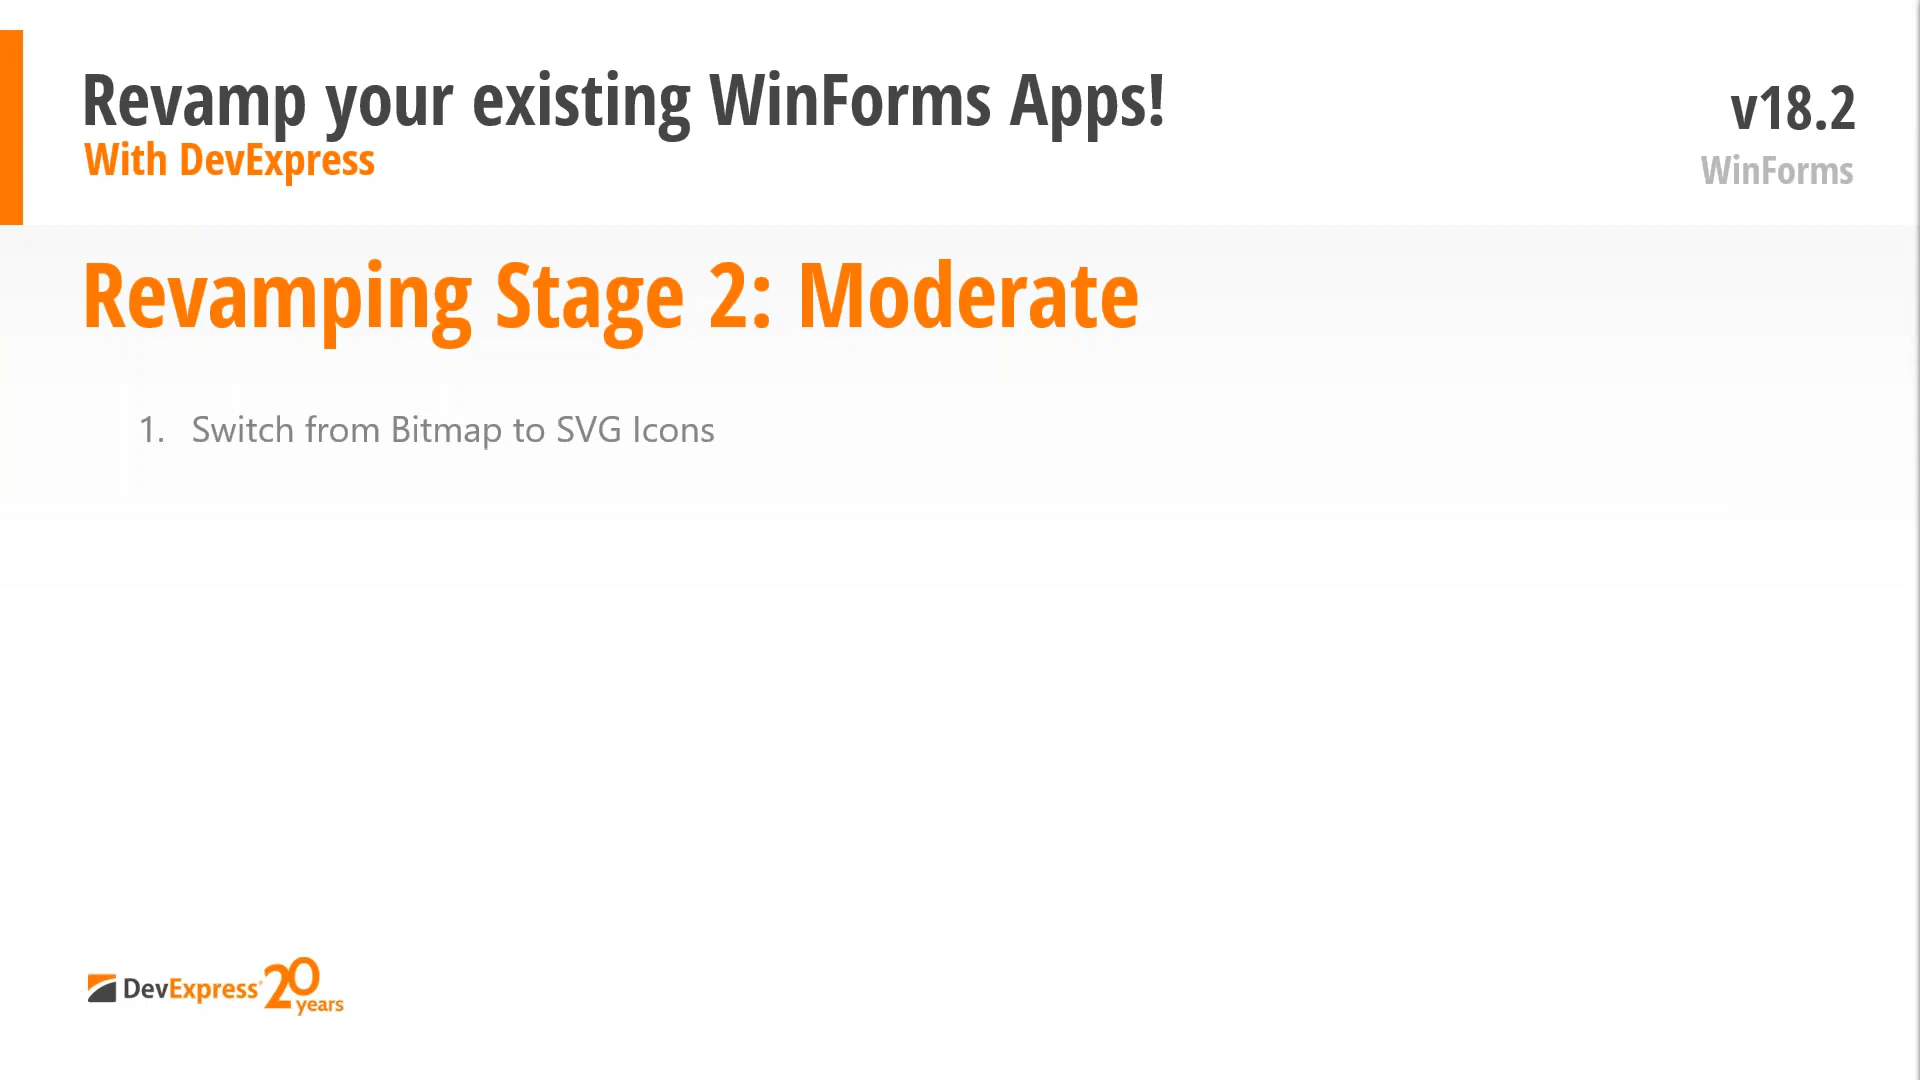 Revamp your existing WinForms Apps!
With DevExpress
v18.2
WinForms
Revamping Stage 2: Moderate
1. Switch from Bitmap to SVG Icons
DevExpress 20 years